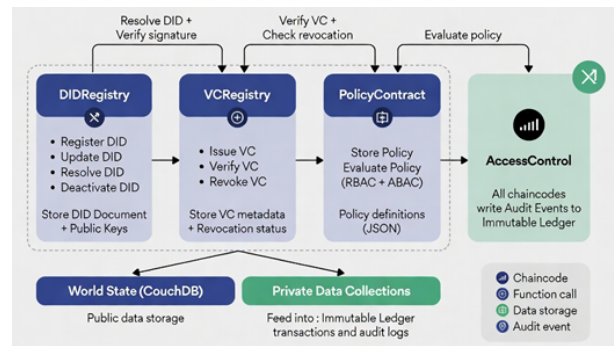 Resolve DID +
Verify signature
Verify VC +
Check revocation
Evaluate policy
DIDRegistry
• Register DID
• Update DID
• Resolve DID
• Deactivate DID
Store DID Document
+ Public Keys
VCRegistry
• Issue VC
• Verify VC
• Revoke VC
Store VC metadata
+ Revocation status
PolicyContract
Store Policy
Evaluate Policy
(RBAC + ABAC)
Policy definitions
(JSON)
AccessControl
All chaincodes
write Audit Events to
Immutable Ledger
World State (CouchDB)
Public data storage
Private Data Collections
Feed into : Immutable Ledger
transactions and audit logs
Chaincode
Function call
Data storage
Audit event